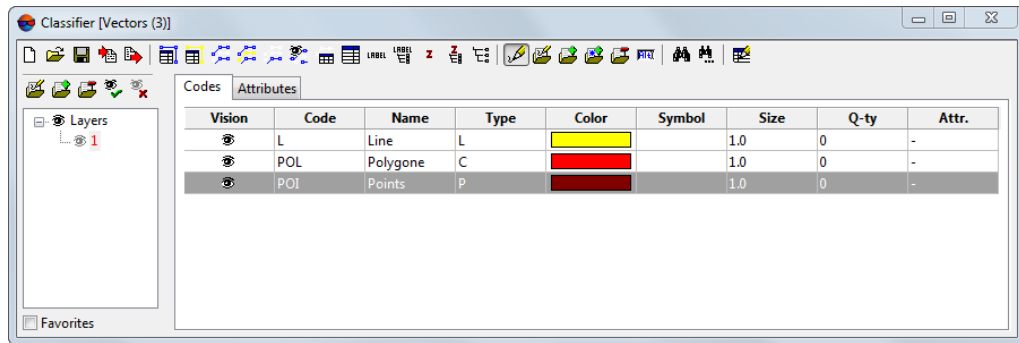 Classifier [Vectors (3)]
LABEL LABEL Z Z
Codes Attributes
Layers
1
Vision Code Name Type Color Symbol Size Q-ty Attr.
L Line L 1.0 0 -
POL Polygone C 1.0 0 -
POI Points P 1.0 0 -
Favorites